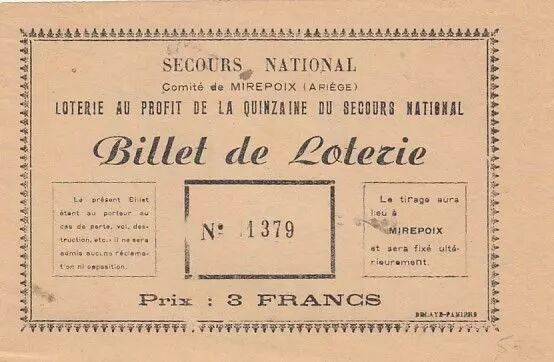 SECOURS NATIONAL
Comité de MIREPOIX (ARIÈGE)
LOTERIE AU PROFIT DE LA QUINZAINE DU SECOURS NATIONAL
Billet de Loterie
Le présent Billet
étant au porteur au
cas de perte, vol, des-
truction, etc., il ne sera
admis aucune réclama-
tion ni opposition.
N° 1379
Le tirage aura
lieu à
MIREPOIX
et sera fixé ulté-
rieurement.
Prix : 3 FRANCS
DELAYE-PAMIERS